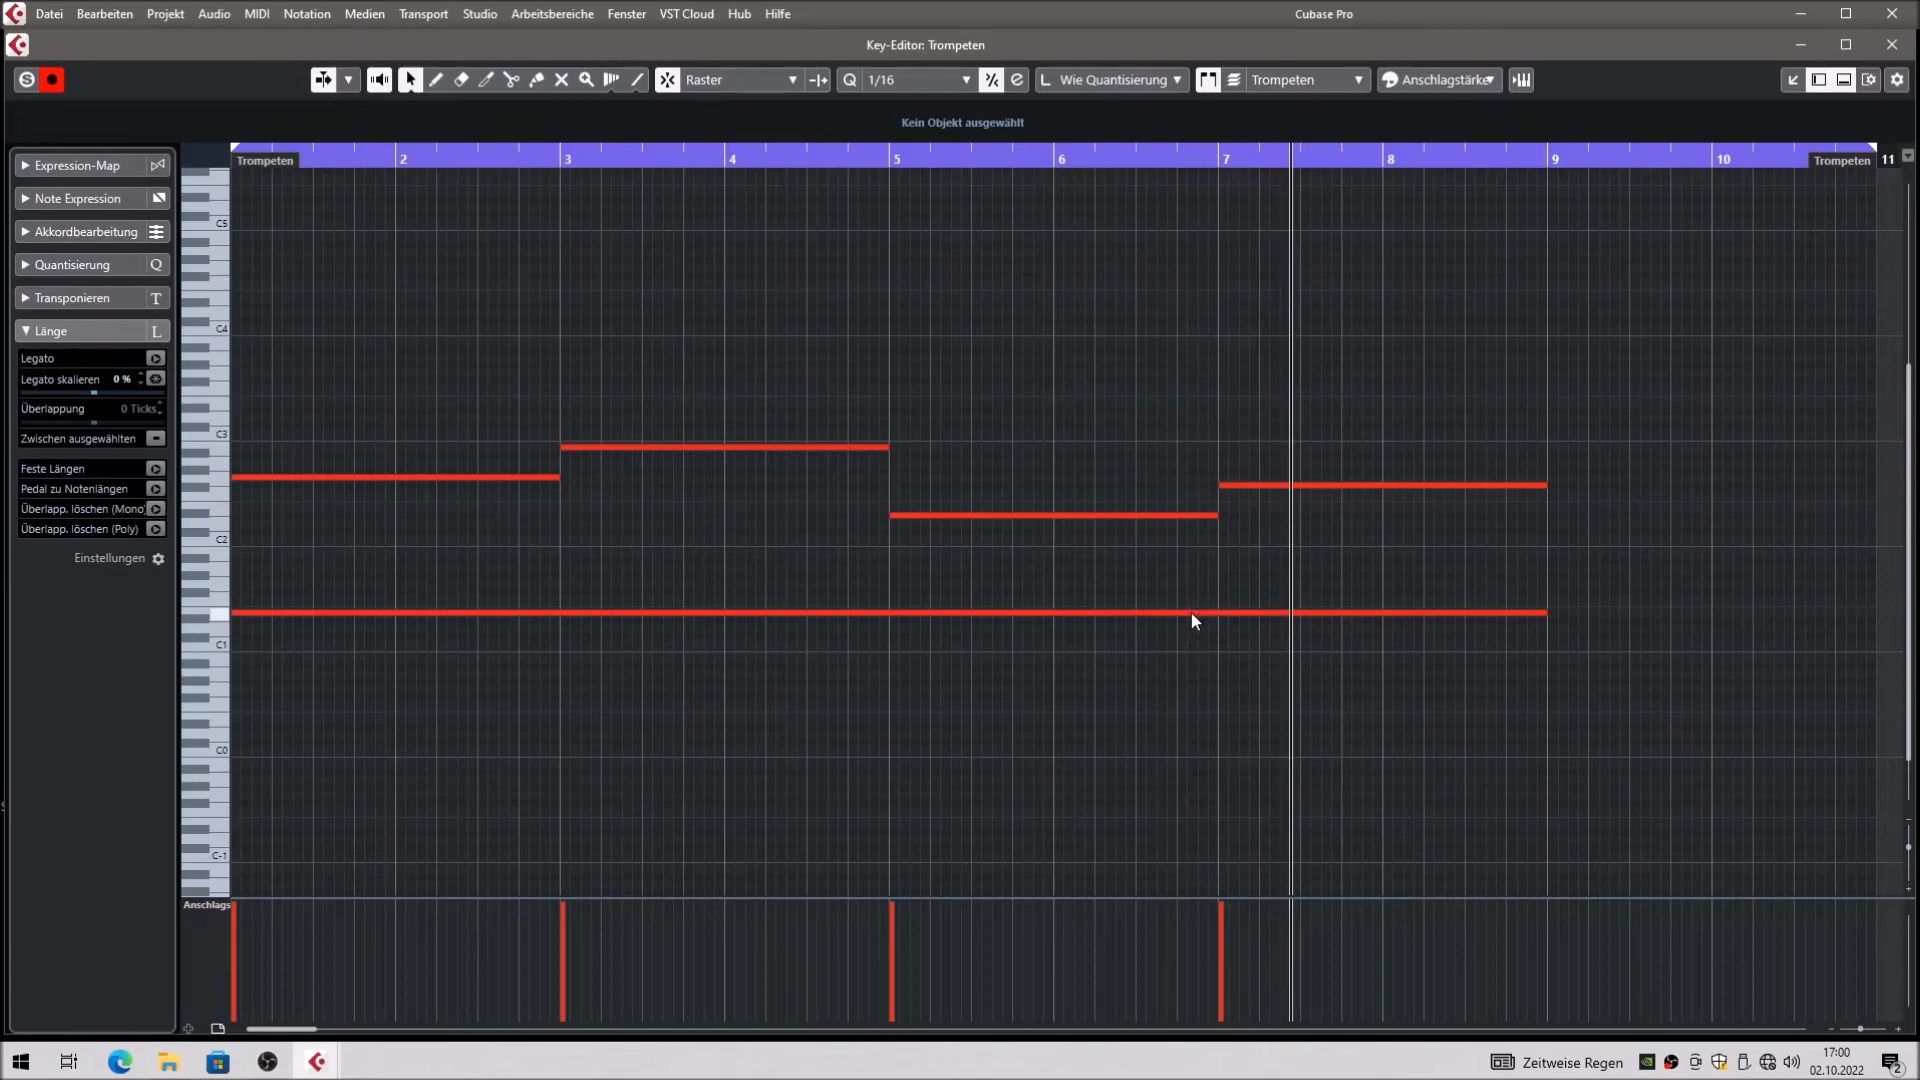 Datei Bearbeiten Projekt Audio MIDI Notation Medien Transport Studio Arbeitsbereiche Fenster VST Cloud Hub Hilfe Cubase Pro
Key-Editor: Trompeten
Raster Q 1/16 L Wie Quantisierung Trompeten Anschlagstärke
Kein Objekt ausgewählt
Trompeten 2 3 4 5 6 7 8 9 10 Trompeten 11
Expression-Map
Note Expression
Akkordbearbeitung
Quantisierung Q
Transponieren T
Länge L
Legato
Legato skalieren 0 %
Überlappung 0 Ticks
Zwischen ausgewählten
Feste Längen
Pedal zu Notenlängen
Überlapp. löschen (Mono)
Überlapp. löschen (Poly)
Einstellungen
C5
C4
C3
C2
C1
C0
C-1
Anschlags
Zeitweise Regen
17:00
02.10.2022
2